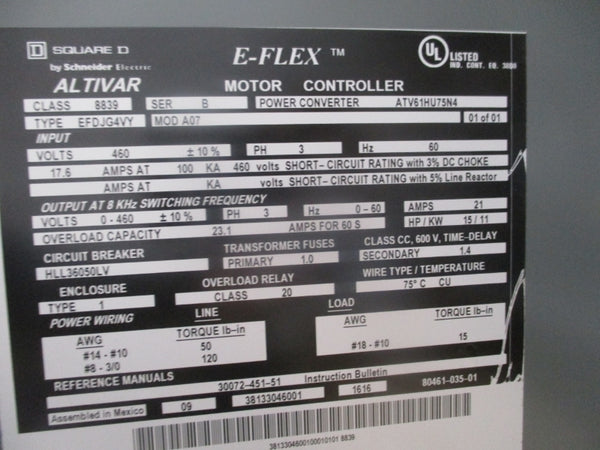 SQUARE D
by Schneider Electric
E-FLEX ™
UL LISTED
IND. CONT. EQ. 3800
ALTIVAR MOTOR CONTROLLER
CLASS 8839 SER B POWER CONVERTER ATV61HU75N4
TYPE EFDJG4VY MOD A07 01 of 01
INPUT
VOLTS 460 ± 10 % PH 3 Hz 60
17.6 AMPS AT 100 KA 460 volts SHORT- CIRCUIT RATING with 3% DC CHOKE
AMPS AT KA volts SHORT- CIRCUIT RATING with 5% Line Reactor
OUTPUT AT 8 KHz SWITCHING FREQUENCY
VOLTS 0 - 460 ± 10 % PH 3 Hz 0 - 60 AMPS 21
OVERLOAD CAPACITY 23.1 AMPS FOR 60 S HP / KW 15 / 11
CIRCUIT BREAKER TRANSFORMER FUSES CLASS CC, 600 V, TIME-DELAY
HLL36050LV PRIMARY 1.0 SECONDARY 1.4
ENCLOSURE OVERLOAD RELAY WIRE TYPE / TEMPERATURE
TYPE 1 CLASS 20 75° C CU
POWER WIRING LINE LOAD
AWG TORQUE lb-in AWG TORQUE lb-in
#14 - #10 50 #18 - #10 15
#8 - 3/0 120
REFERENCE MANUALS 30072-451-51 Instruction Bulletin 80461-035-01
Assembled in Mexico 09 38133046001 1616
38133046001000010101 8839